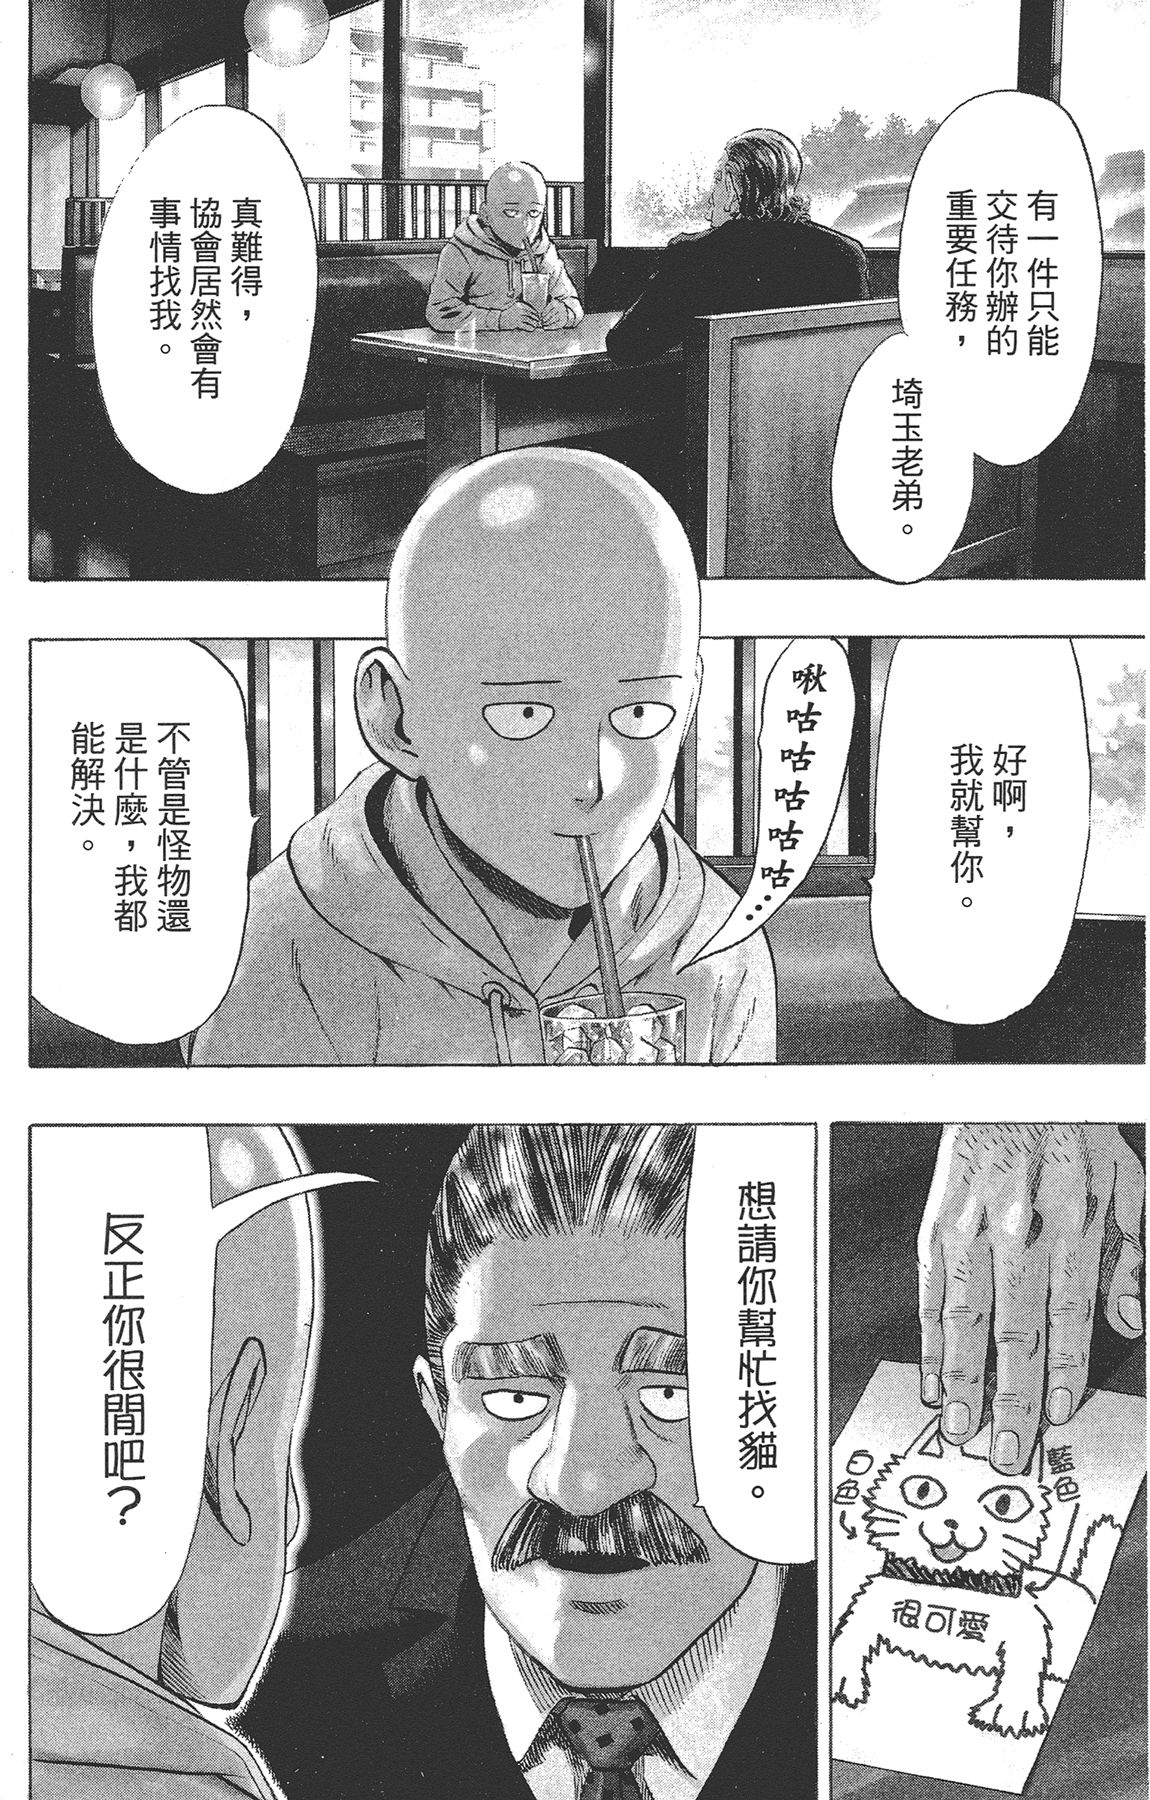 有一件只能
交待你辦的
重要任務，
埼玉老弟。
真難得，
協會居然會有
事情找我。
好啊，
我就幫你。
啾咕咕咕咕咕…
不管是怪物還
是什麼，我都
能解決。
藍色
白色
很可愛
想請你幫忙找貓。
反正你很閒吧？